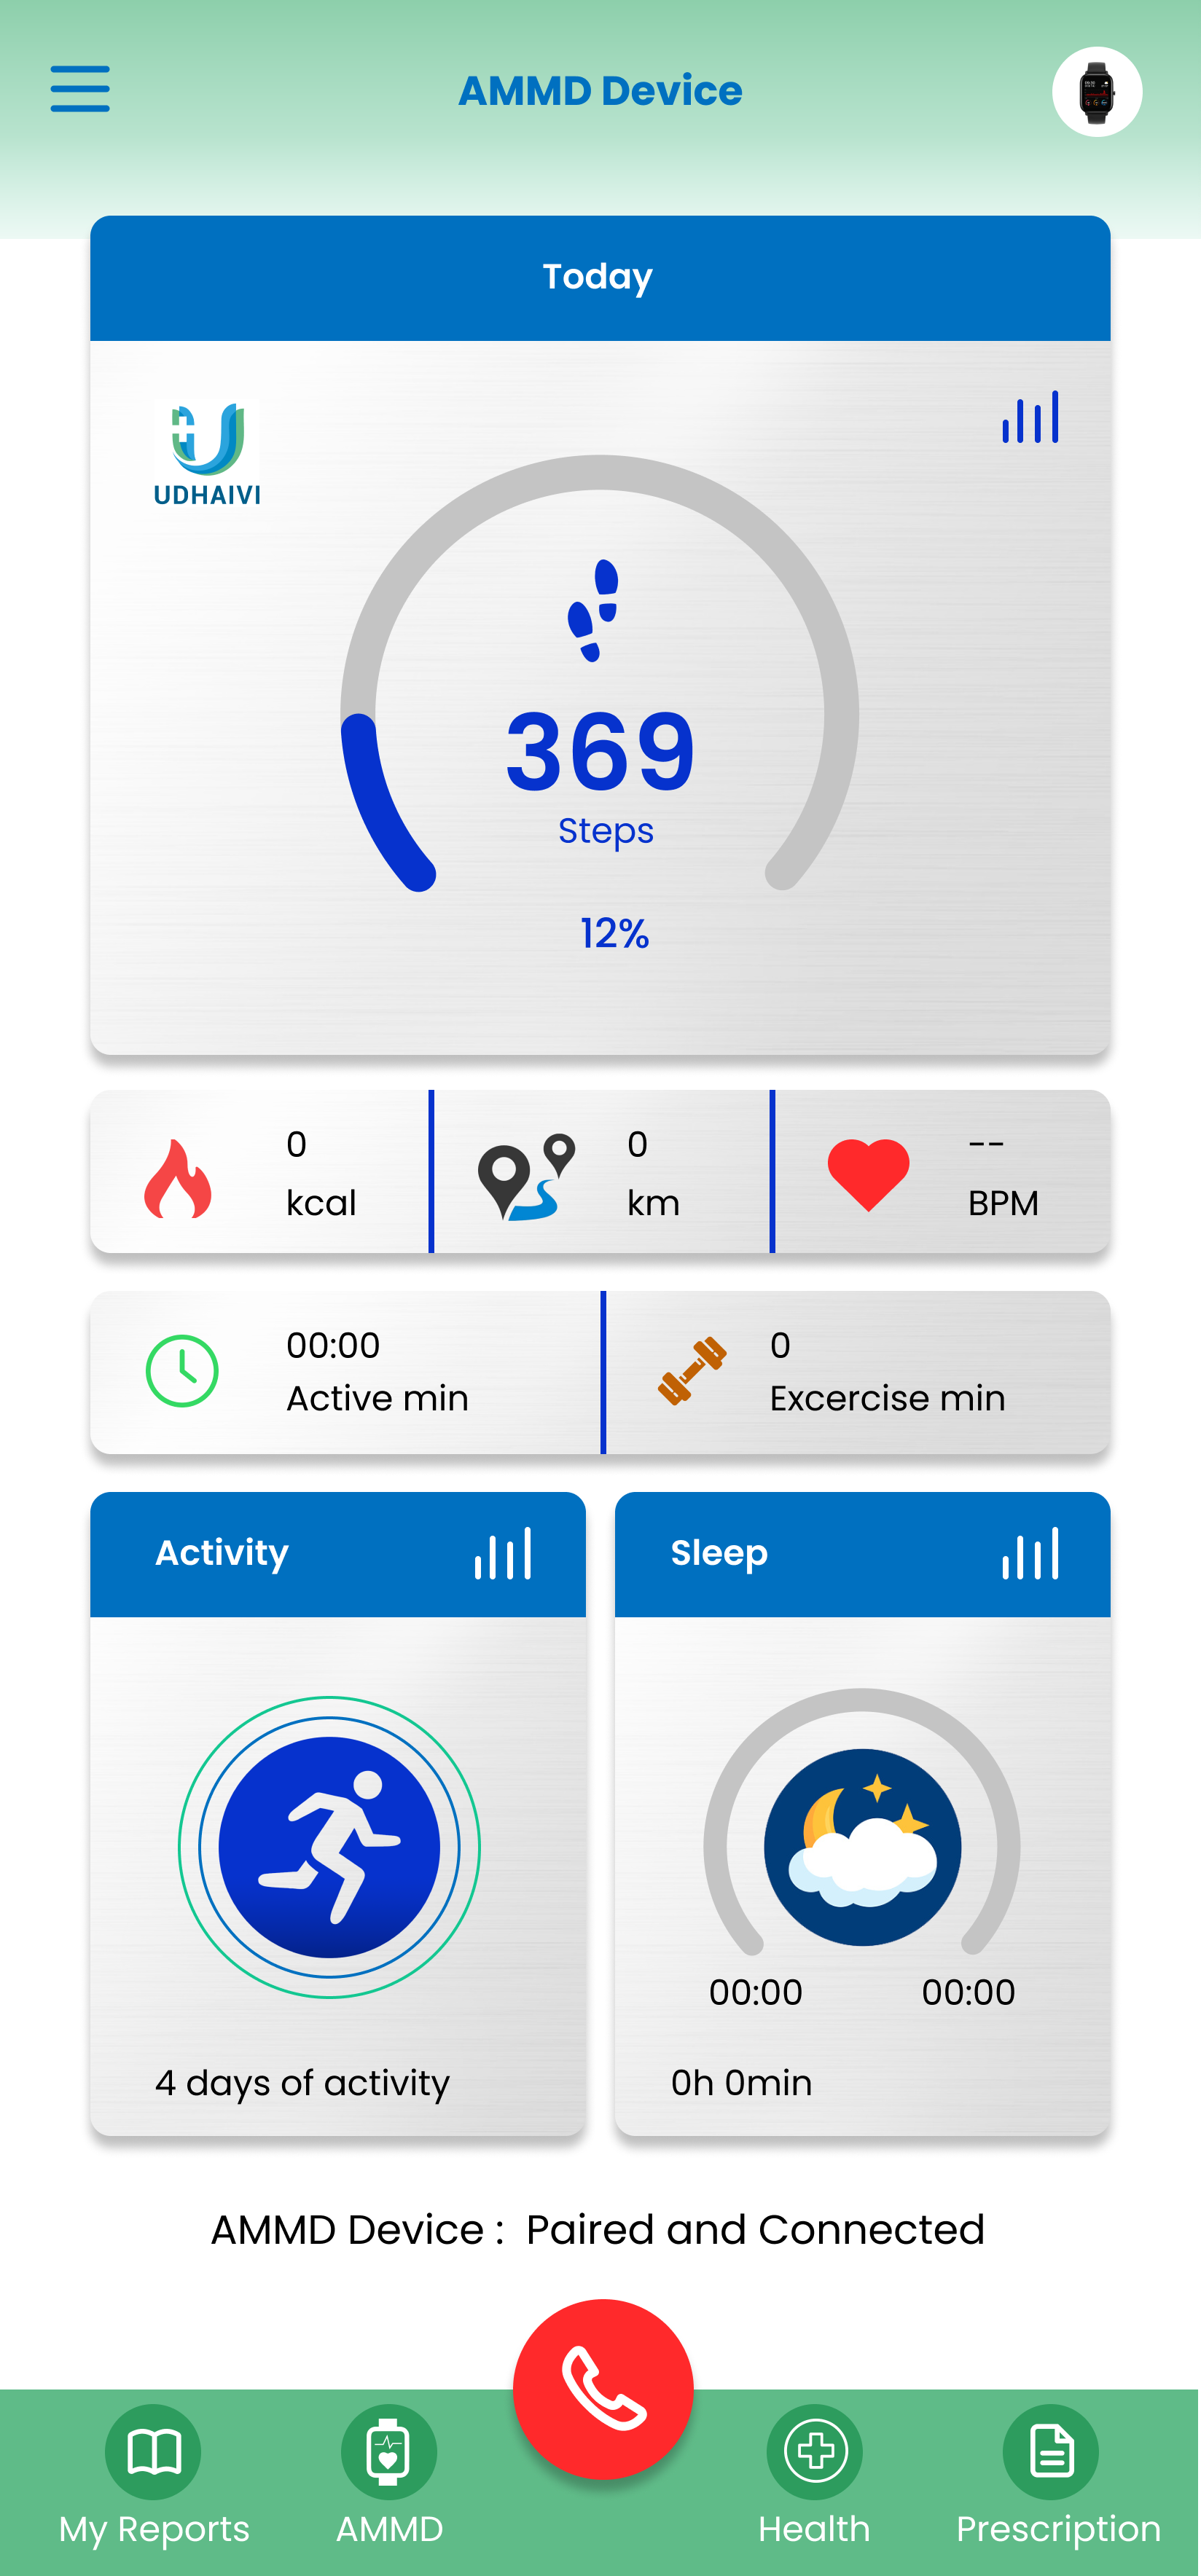 AMMD Device
Today
UDHAIVI
369
Steps
12%
0
kcal
0
km
--
BPM
00:00
Active min
0
Excercise min
Activity
Sleep
00:00 00:00
4 days of activity
0h 0min
AMMD Device : Paired and Connected
My Reports
AMMD
Health
Prescription